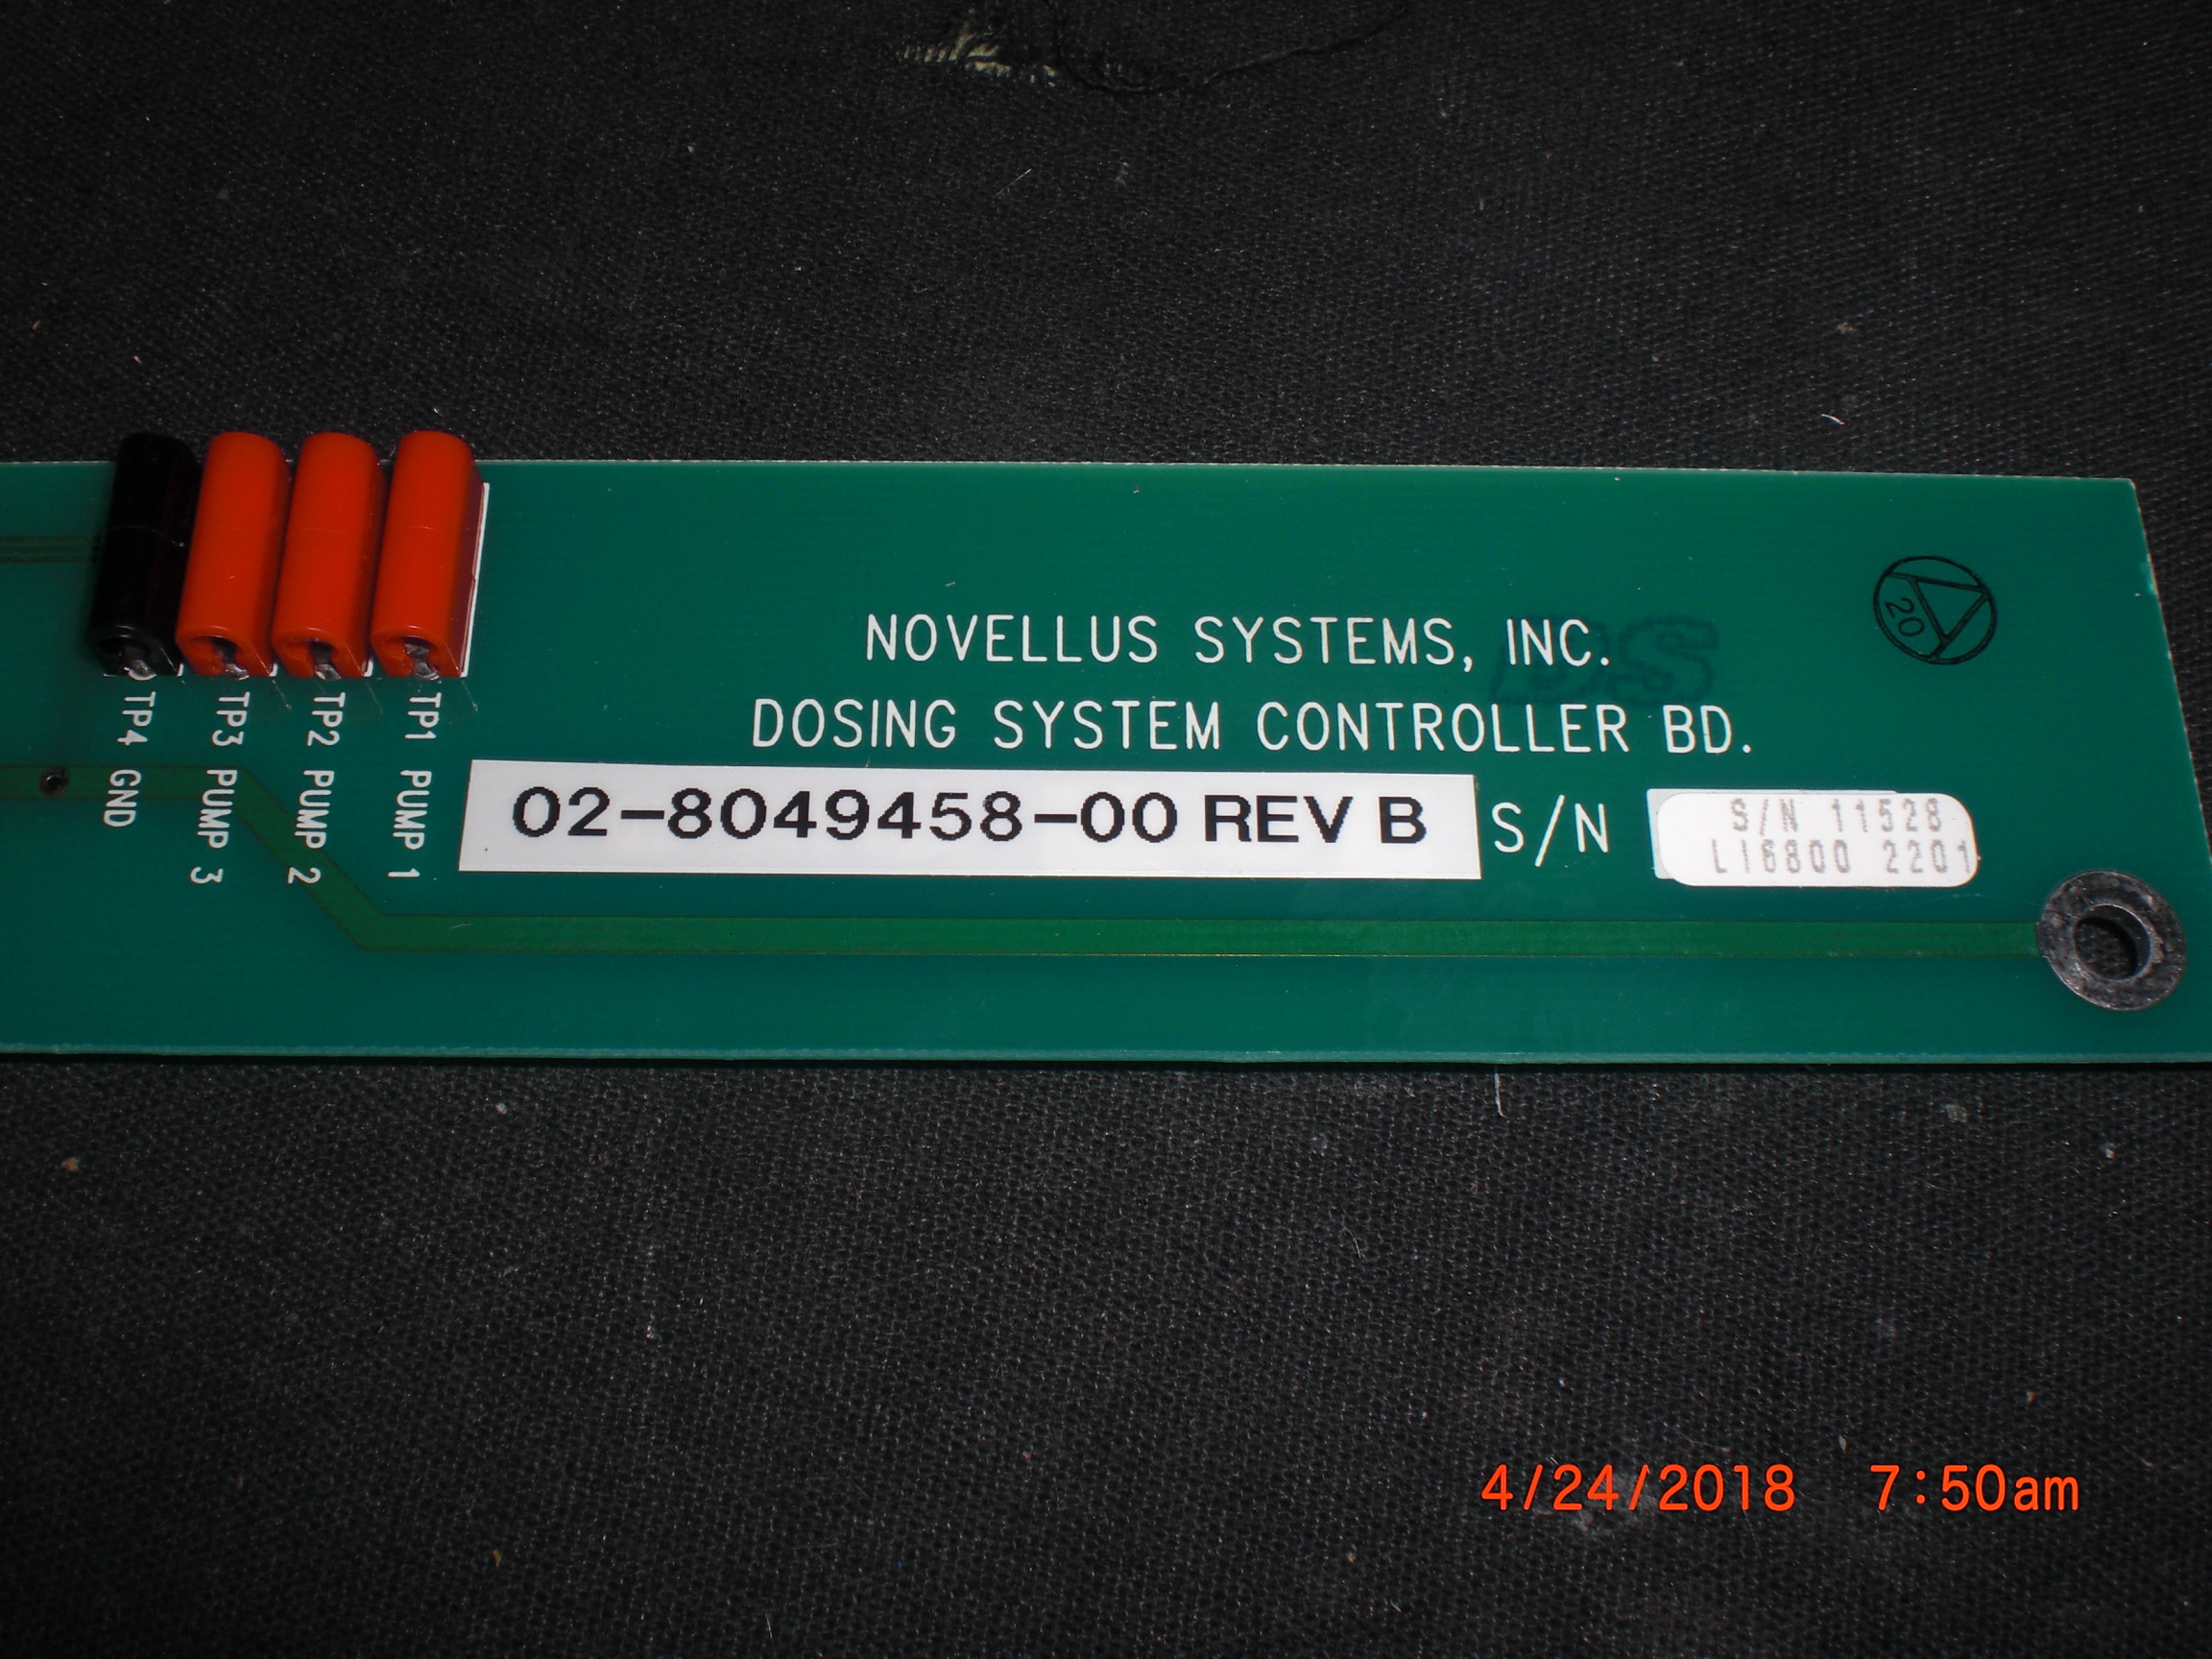 NOVELLUS SYSTEMS, INC.
DS
DOSING SYSTEM CONTROLLER BD.
02-8049458-00 REV B
S/N
S/N 11528
L16800 2201
20
TP1 PUMP 1
TP2 PUMP 2
TP3 PUMP 3
TP4 GND
4/24/2018 7:50am